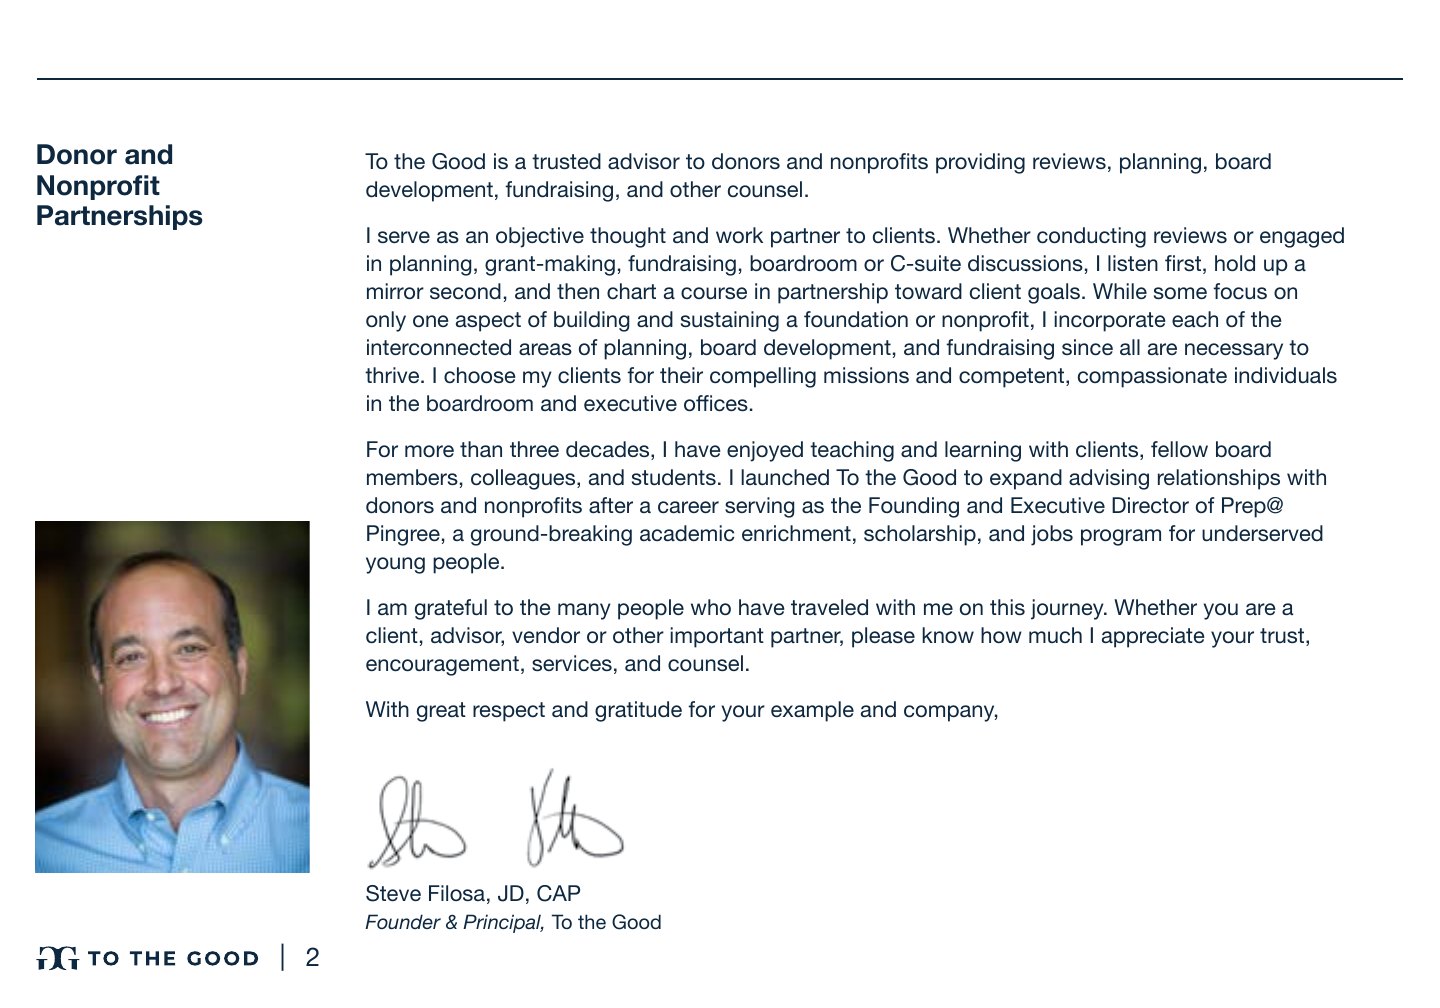 Donor and
Nonprofit
Partnerships
To the Good is a trusted advisor to donors and nonprofits providing reviews, planning, board
development, fundraising, and other counsel.
I serve as an objective thought and work partner to clients. Whether conducting reviews or engaged
in planning, grant-making, fundraising, boardroom or C-suite discussions, I listen first, hold up a
mirror second, and then chart a course in partnership toward client goals. While some focus on
only one aspect of building and sustaining a foundation or nonprofit, I incorporate each of the
interconnected areas of planning, board development, and fundraising since all are necessary to
thrive. I choose my clients for their compelling missions and competent, compassionate individuals
in the boardroom and executive offices.
For more than three decades, I have enjoyed teaching and learning with clients, fellow board
members, colleagues, and students. I launched To the Good to expand advising relationships with
donors and nonprofits after a career serving as the Founding and Executive Director of Prep@
Pingree, a ground-breaking academic enrichment, scholarship, and jobs program for underserved
young people.
I am grateful to the many people who have traveled with me on this journey. Whether you are a
client, advisor, vendor or other important partner, please know how much I appreciate your trust,
encouragement, services, and counsel.
With great respect and gratitude for your example and company,
Steve Filosa, JD, CAP
Founder & Principal, To the Good
TO THE GOOD | 2